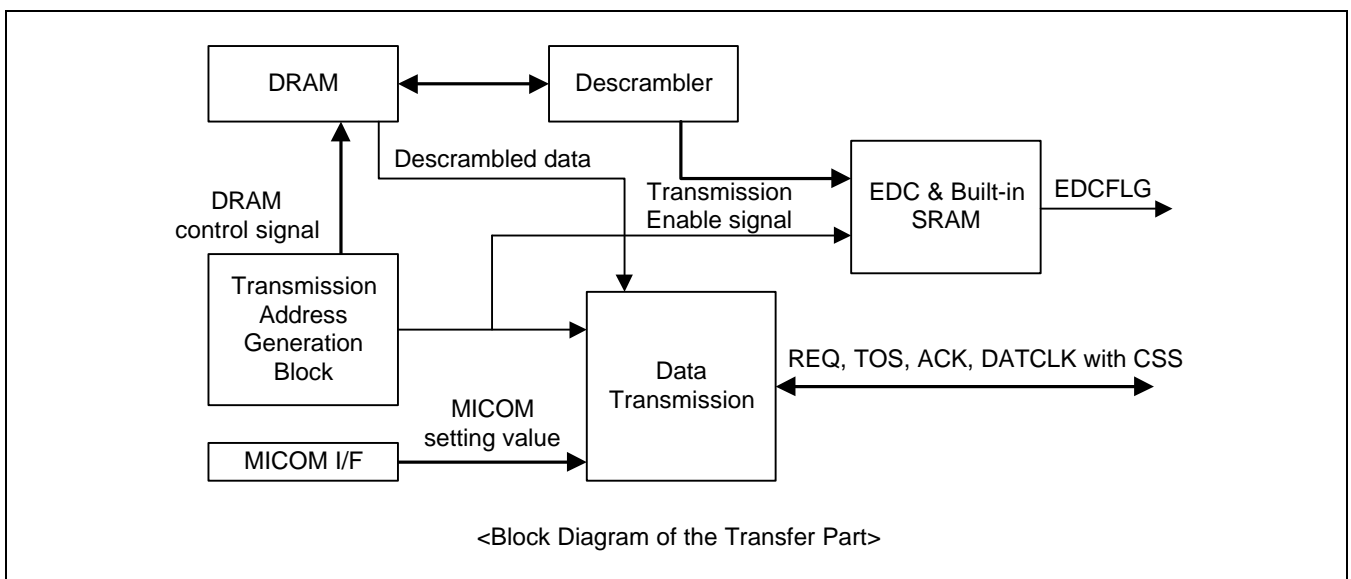 DRAM
Descrambler
Descrambled data
EDC & Built-in
SRAM
EDCFLG
Transmission
Enable signal
DRAM
control signal
Transmission
Address
Generation
Block
Data
Transmission
REQ, TOS, ACK, DATCLK with CSS
MICOM
setting value
MICOM I/F
<Block Diagram of the Transfer Part>